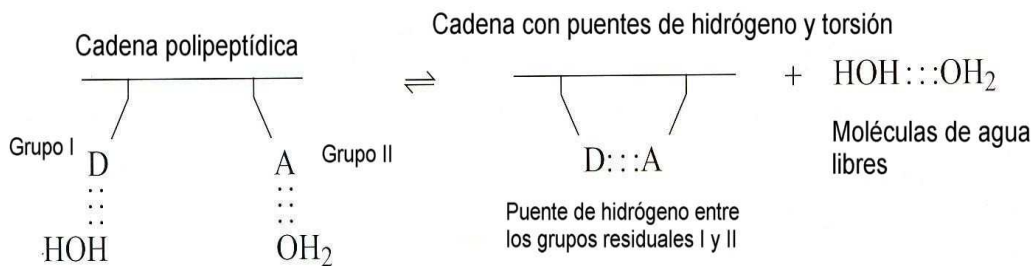 Cadena polipeptídica
Cadena con puentes de hidrógeno y torsión
⇌
+ HOH:::OH₂
Moléculas de agua
libres
Grupo I D
A Grupo II
D:::A
HOH
OH₂
Puente de hidrógeno entre
los grupos residuales I y II